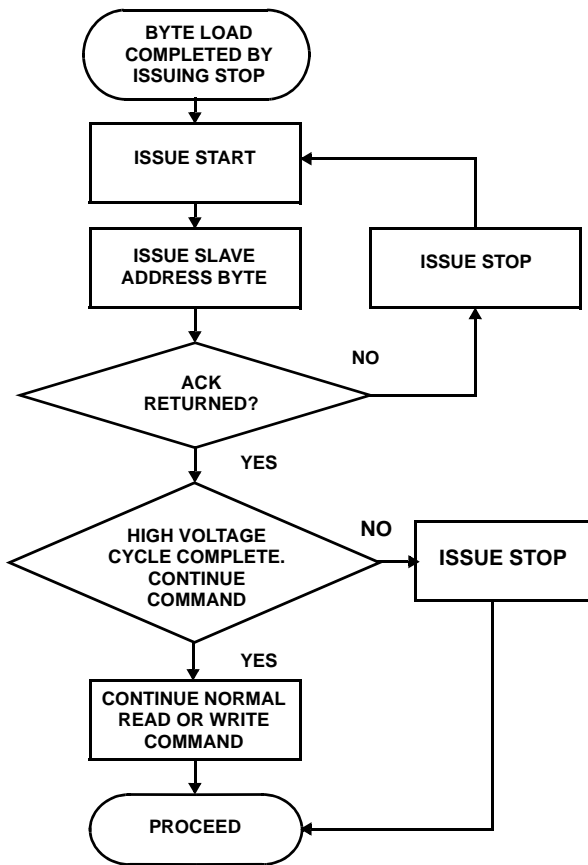 BYTE LOAD
COMPLETED BY
ISSUING STOP
ISSUE START
ISSUE SLAVE
ADDRESS BYTE
ISSUE STOP
NO
ACK
RETURNED?
YES
HIGH VOLTAGE
CYCLE COMPLETE.
CONTINUE
COMMAND
NO
ISSUE STOP
YES
CONTINUE NORMAL
READ OR WRITE
COMMAND
PROCEED